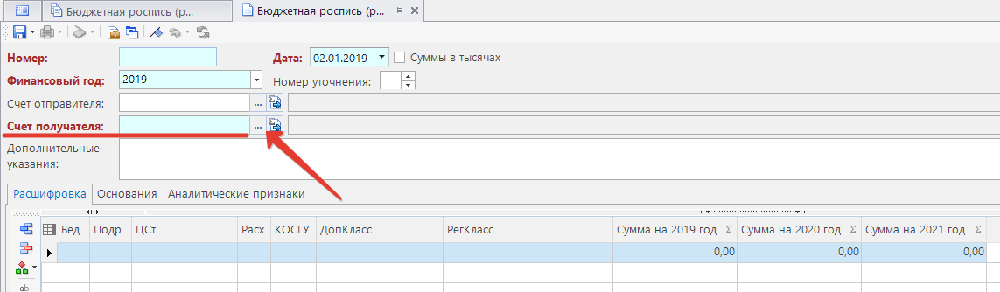 Бюджетная роспись (р... Бюджетная роспись (р...
Номер: Дата: 02.01.2019 Суммы в тысячах
Финансовый год: 2019 Номер уточнения:
Счет отправителя: ...
Счет получателя: ...
Дополнительные
указания:
Расшифровка Основания Аналитические признаки
Вед Подр ЦСт Расх КОСГУ ДопКласс РегКласс Сумма на 2019 год Σ Сумма на 2020 год Σ Сумма на 2021 год Σ
0,00 0,00 0,00
ab